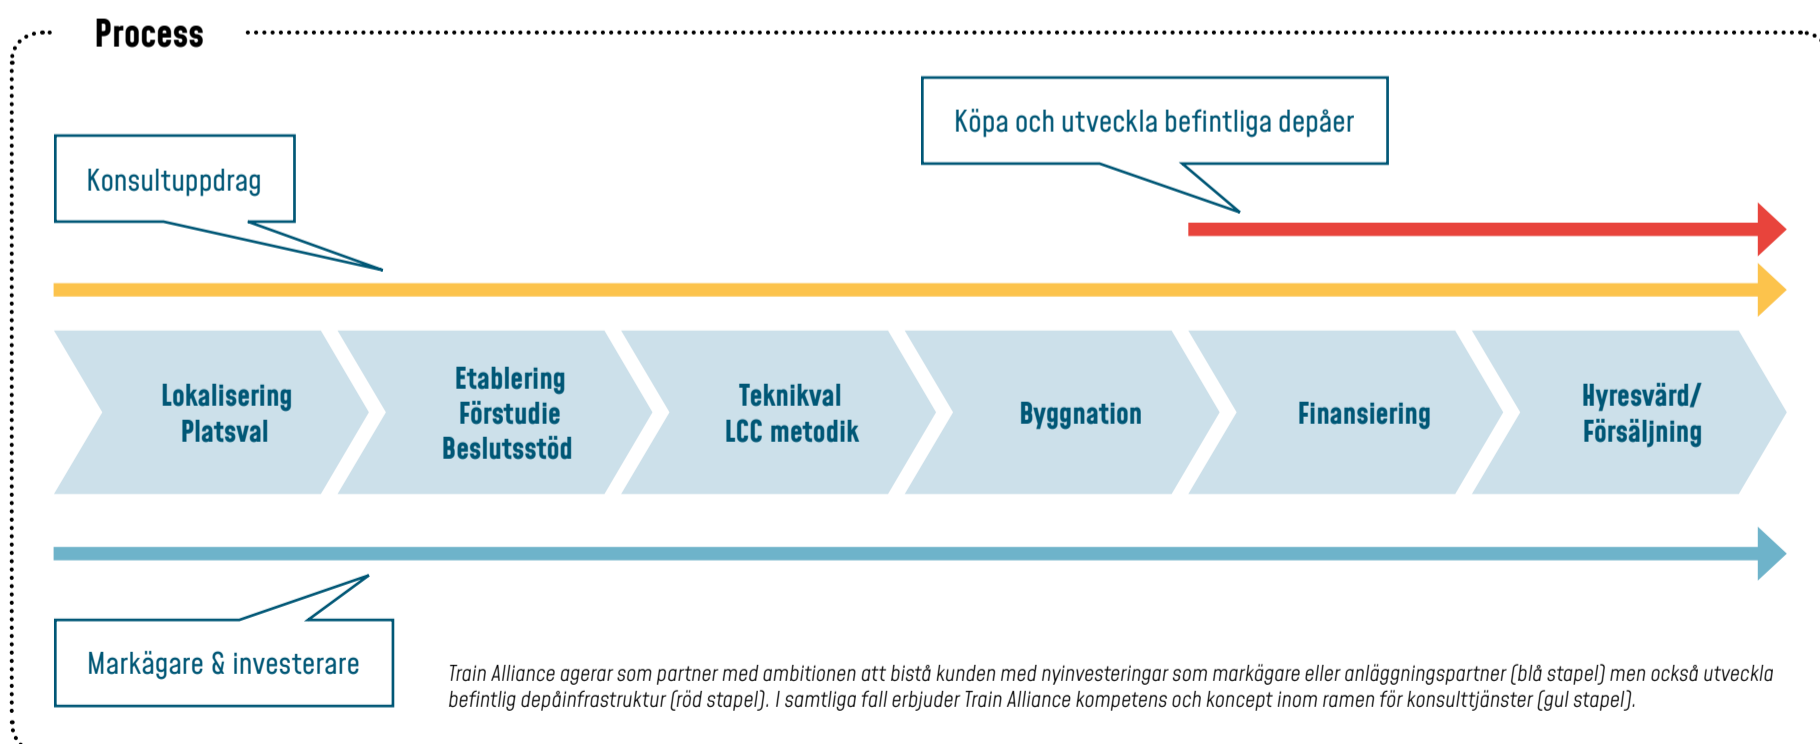 Process
Köpa och utveckla befintliga depåer
Konsultuppdrag
Lokalisering
Platsval
Etablering
Förstudie
Beslutsstöd
Teknikval
LCC metodik
Byggnation
Finansiering
Hyresvärd/
Försäljning
Markägare & investerare
Train Alliance agerar som partner med ambitionen att bistå kunden med nyinvesteringar som markägare eller anläggningspartner (blå stapel) men också utveckla
befintlig depåinfrastruktur (röd stapel). I samtliga fall erbjuder Train Alliance kompetens och koncept inom ramen för konsulttjänster (gul stapel).